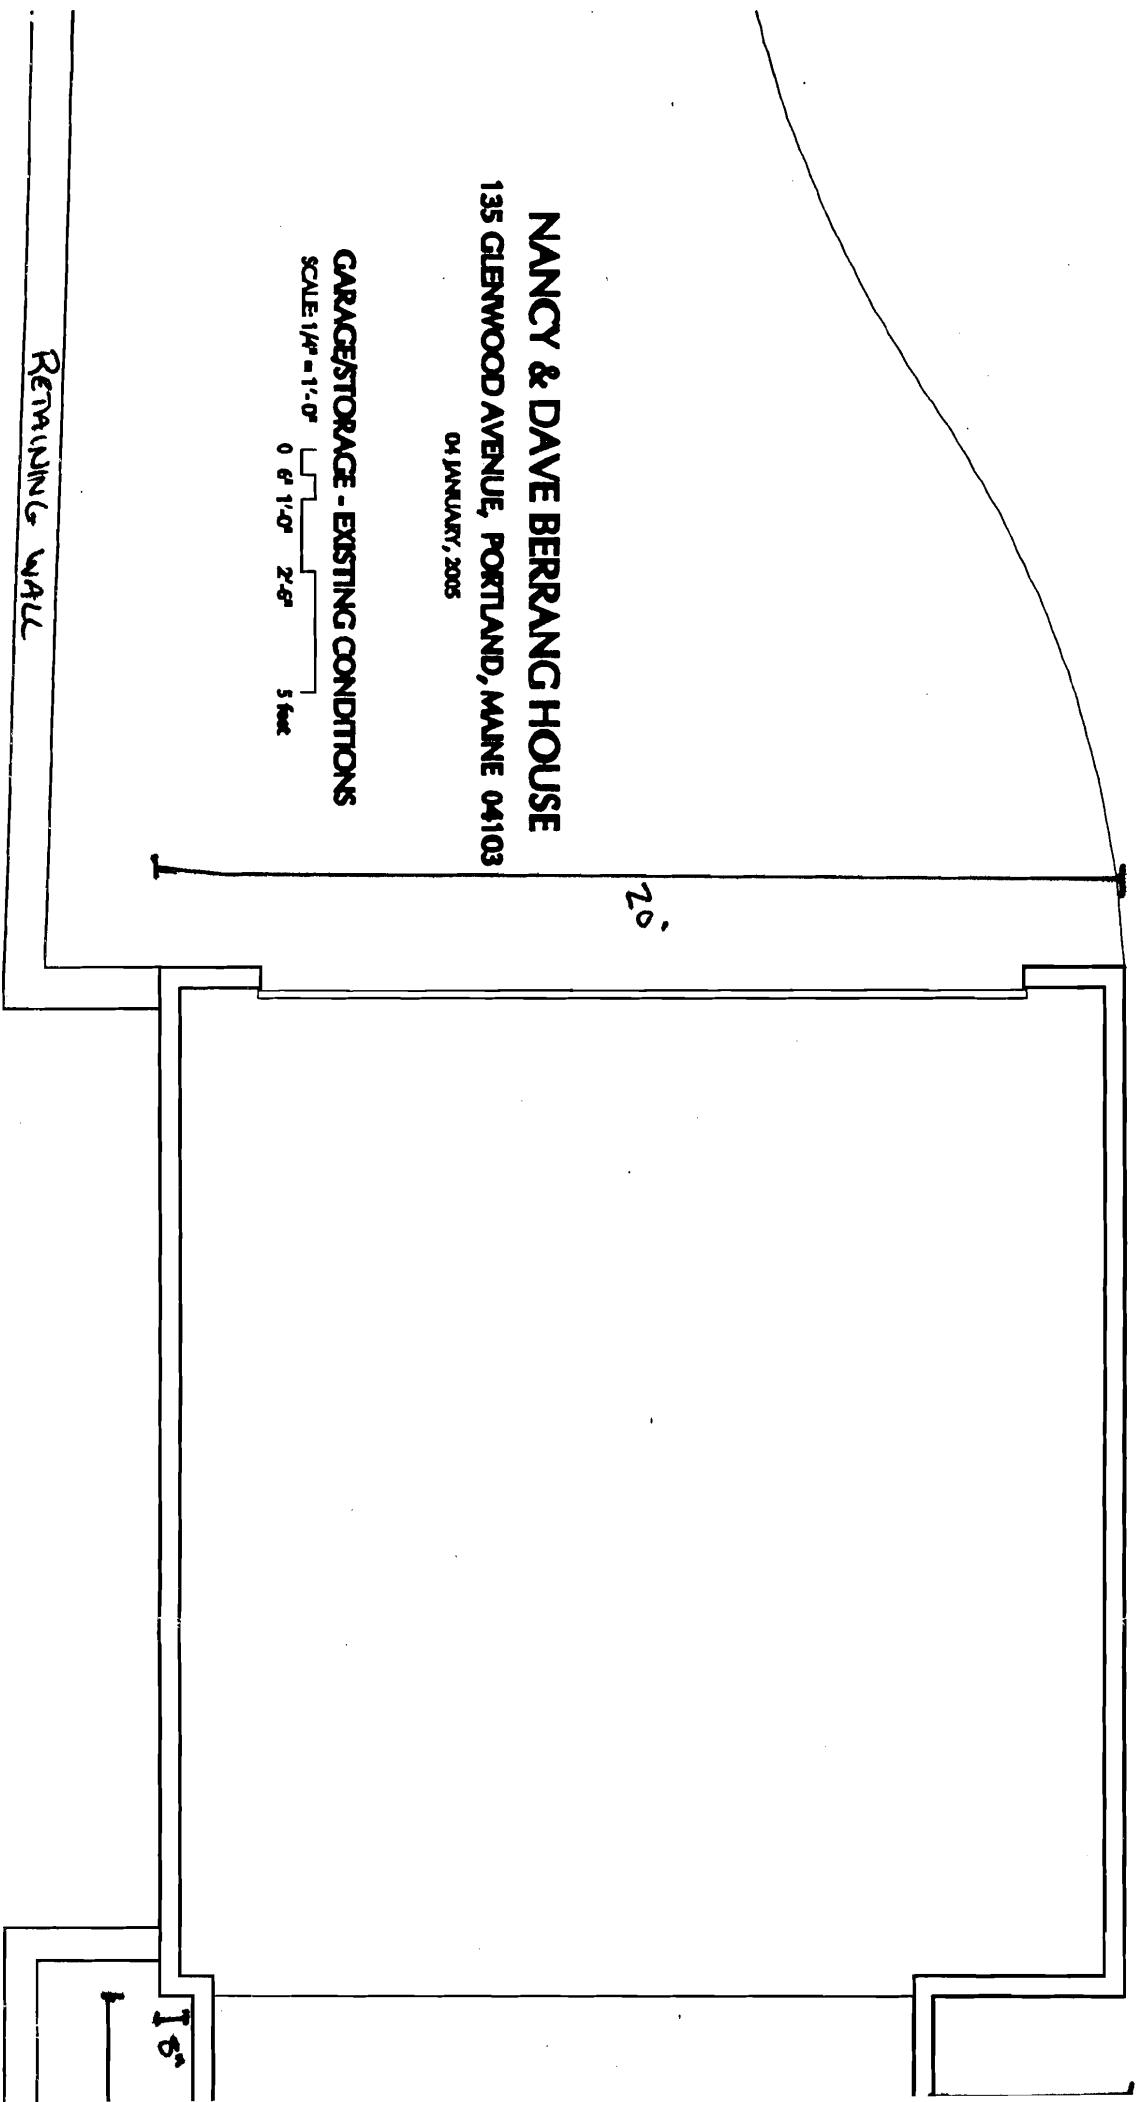 NANCY & DAVE BERRANG HOUSE
135 GLENWOOD AVENUE, PORTLAND, MAINE 04103
04 JANUARY, 2005
GARAGE/STORAGE - EXISTING CONDITIONS
SCALE: 1/4" = 1'-0"
0 6" 1'-0" 2'-6" 5 feet
RETAINING WALL
20'
8"